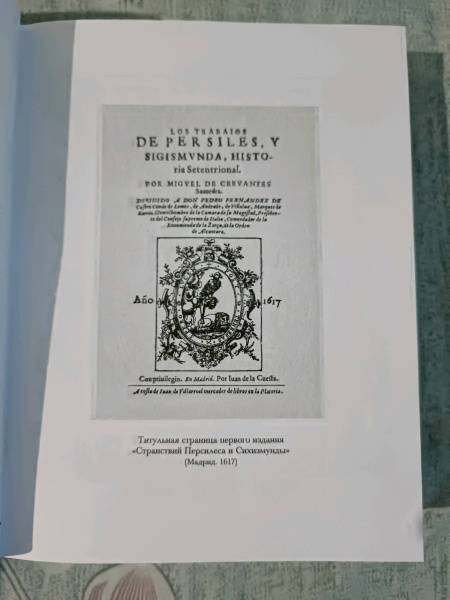 LOS TRABAIOS
DE PERSILES, Y
SIGISMVNDA, HISTO-
ria Setentrional.
POR MIGVEL DE CERVANTES
Saauedra.
DIRIGIDO A DON PEDRO FERNANDEZ DE
Castro Conde de Lemos, de Andrade, de Villalua, Marques de
Sarria, Gentilhombre de la Camara de su Magestad, Presiden-
te del Consejo Supremo de Italia, Comendador de la
Encomienda de la Zarça, de la Orden
de Alcantara.
Año 1617
Con priuilegio. En Madrid. Por Iuan de la Cuesta.
A costa de Iuan de Villarroel mercader de libros en la Plateria.
Титульная страница первого издания
«Странствий Персилеса и Сихизмунды»
(Мадрид. 1617)